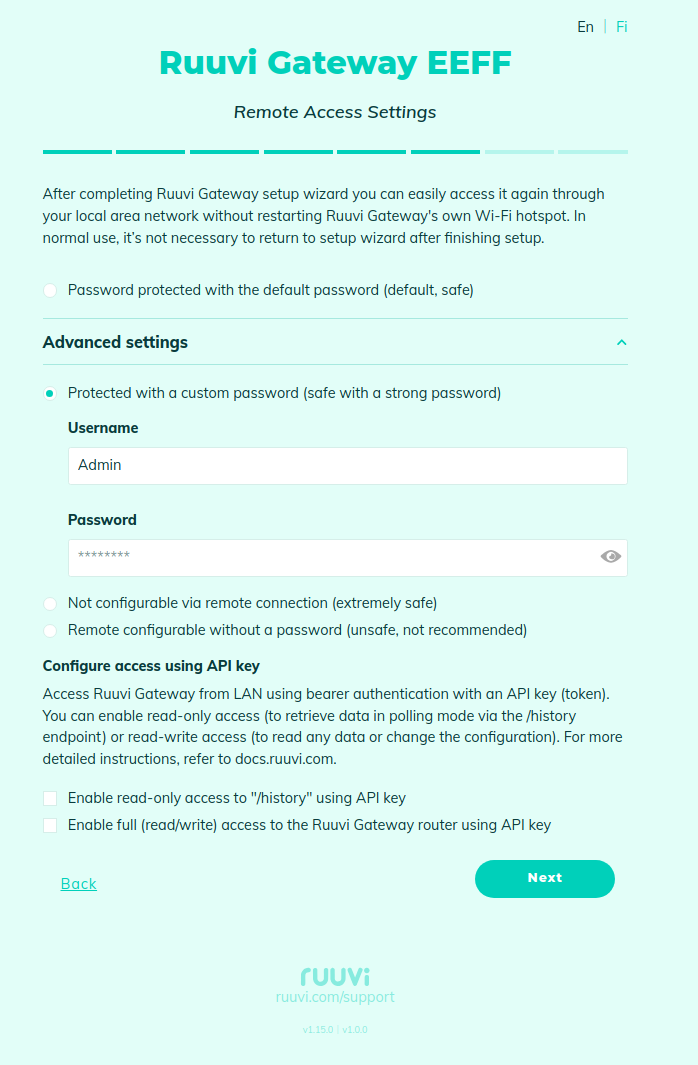 En | Fi
Ruuvi Gateway EEFF
Remote Access Settings
After completing Ruuvi Gateway setup wizard you can easily access it again through
your local area network without restarting Ruuvi Gateway's own Wi-Fi hotspot. In
normal use, it's not necessary to return to setup wizard after finishing setup.
Password protected with the default password (default, safe)
Advanced settings
Protected with a custom password (safe with a strong password)
Username
Admin
Password
********
Not configurable via remote connection (extremely safe)
Remote configurable without a password (unsafe, not recommended)
Configure access using API key
Access Ruuvi Gateway from LAN using bearer authentication with an API key (token).
You can enable read-only access (to retrieve data in polling mode via the /history
endpoint) or read-write access (to read any data or change the configuration). For more
detailed instructions, refer to docs.ruuvi.com.
Enable read-only access to "/history" using API key
Enable full (read/write) access to the Ruuvi Gateway router using API key
Back
Next
ruuvi
ruuvi.com/support
v1.15.0 | v1.0.0